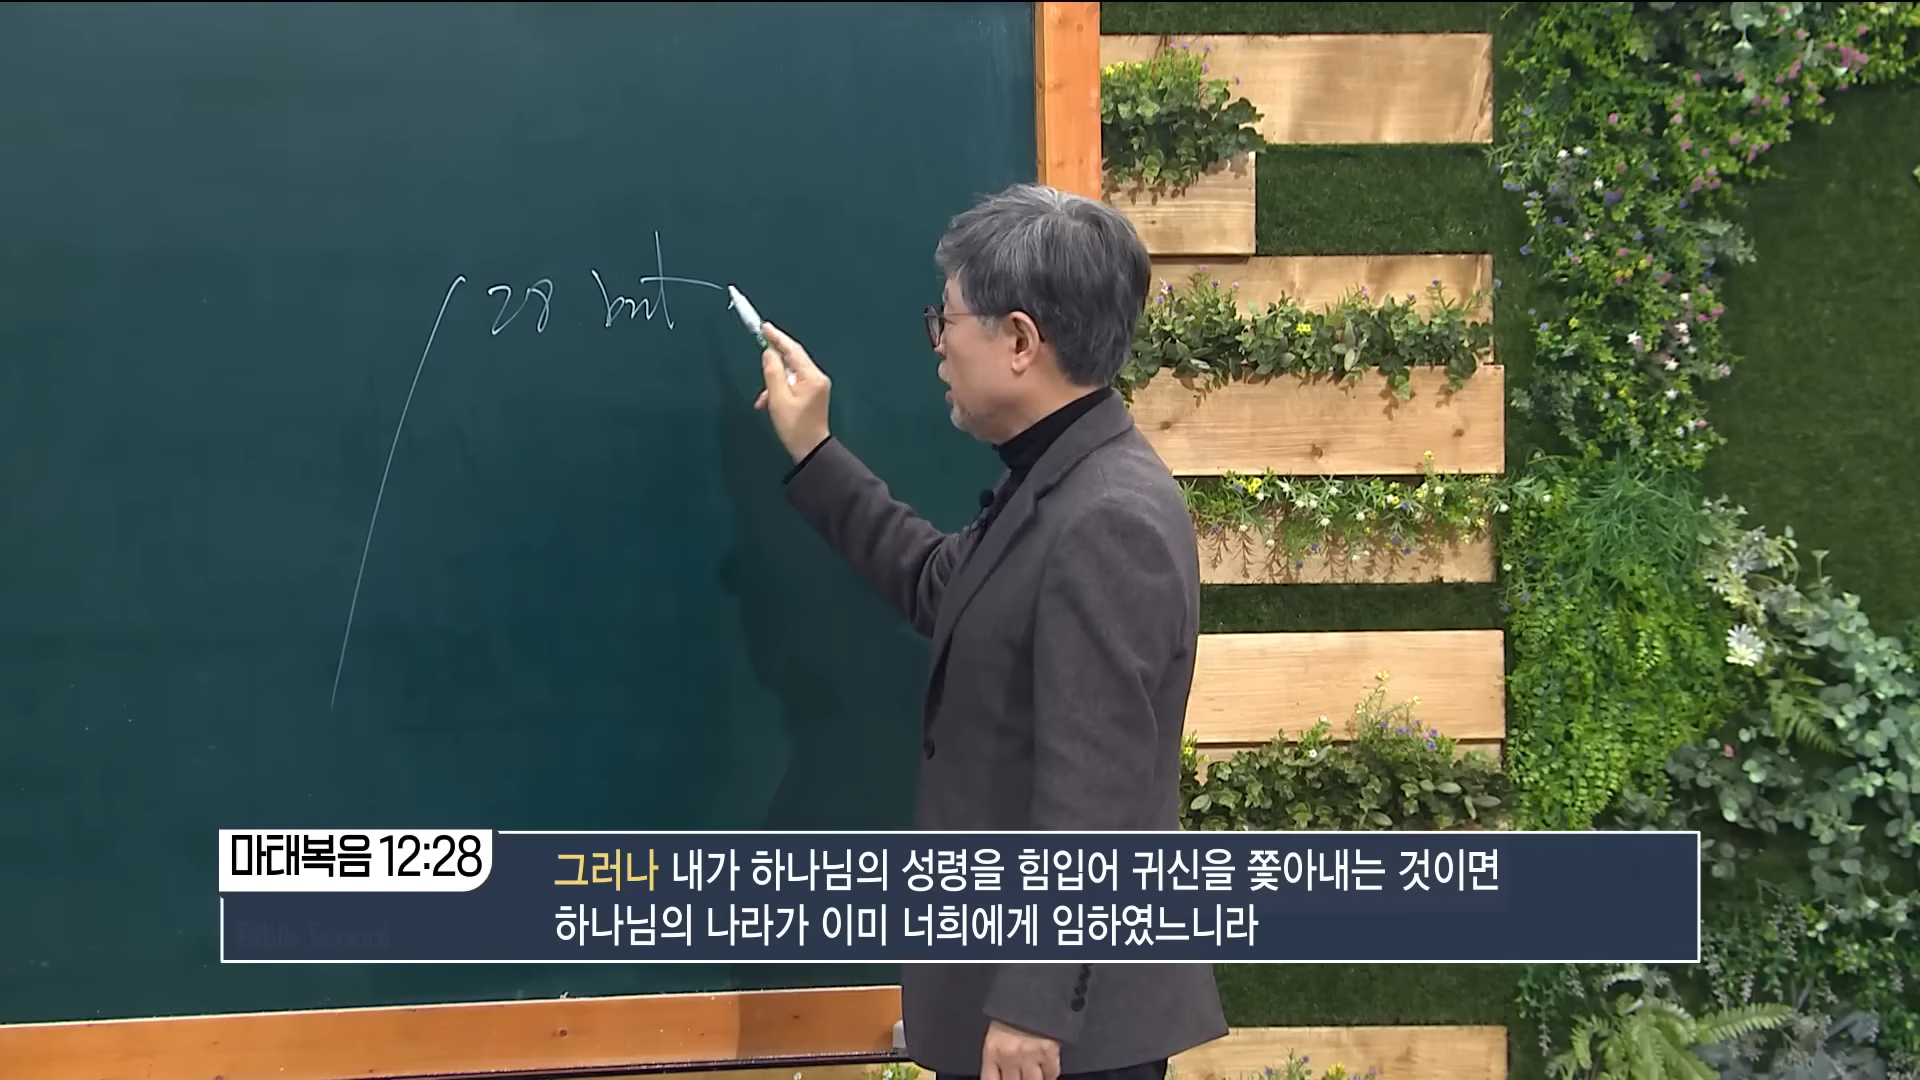 28 but
마태복음 12:28
그러나 내가 하나님의 성령을 힘입어 귀신을 쫓아내는 것이면
하나님의 나라가 이미 너희에게 임하였느니라
Bible School